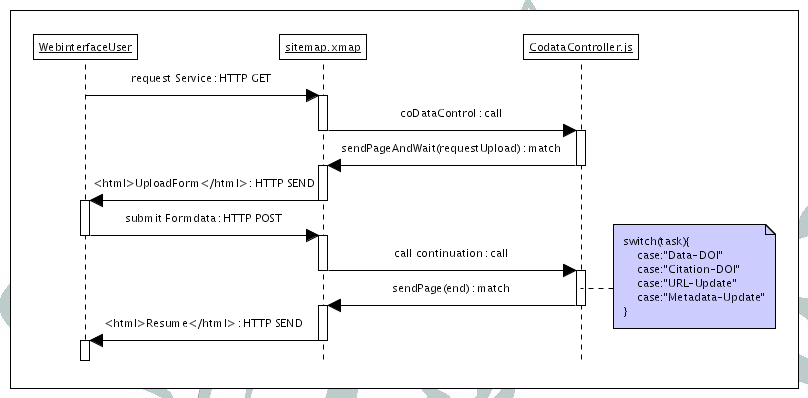 WebinterfaceUser
sitemap.xmap
CodataController.js
request Service : HTTP GET
coDataControl : call
sendPageAndWait(requestUpload) : match
<html>UploadForm</html> : HTTP SEND
submit Formdata : HTTP POST
call continuation : call
sendPage(end) : match
<html>Resume</html> : HTTP SEND
switch(task){
case:"Data-DOI"
case:"Citation-DOI"
case:"URL-Update"
case:"Metadata-Update"
}